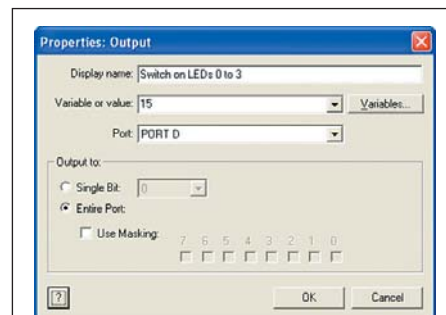 Properties: Output
Display name: Switch on LEDs 0 to 3
Variable or value: 15 Variables...
Port: PORT D
Output to:
Single Bit: 0
Entire Port:
Use Masking: 7 6 5 4 3 2 1 0
? OK Cancel